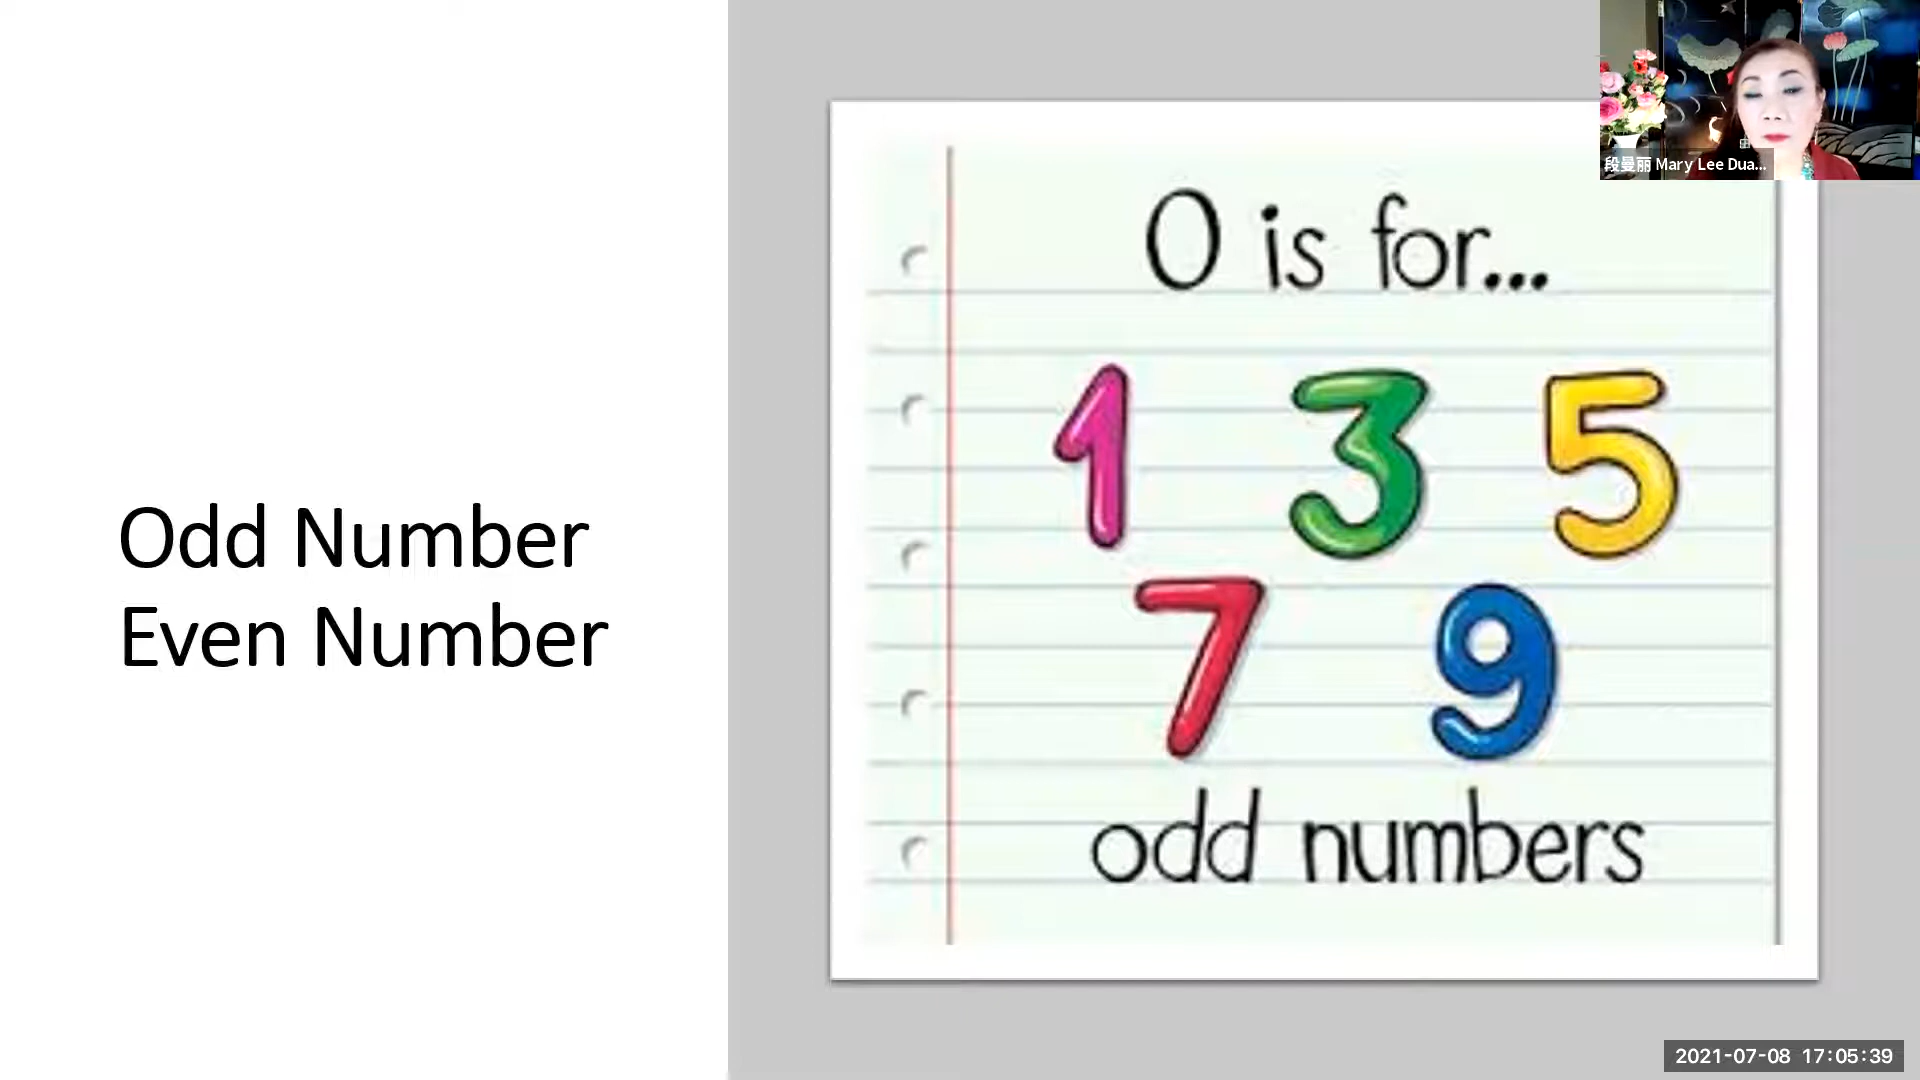 Odd Number
Even Number
O is for...
1 3 5
7 9
odd numbers
段曼丽 Mary Lee Dua...
2021-07-08 17:05:39